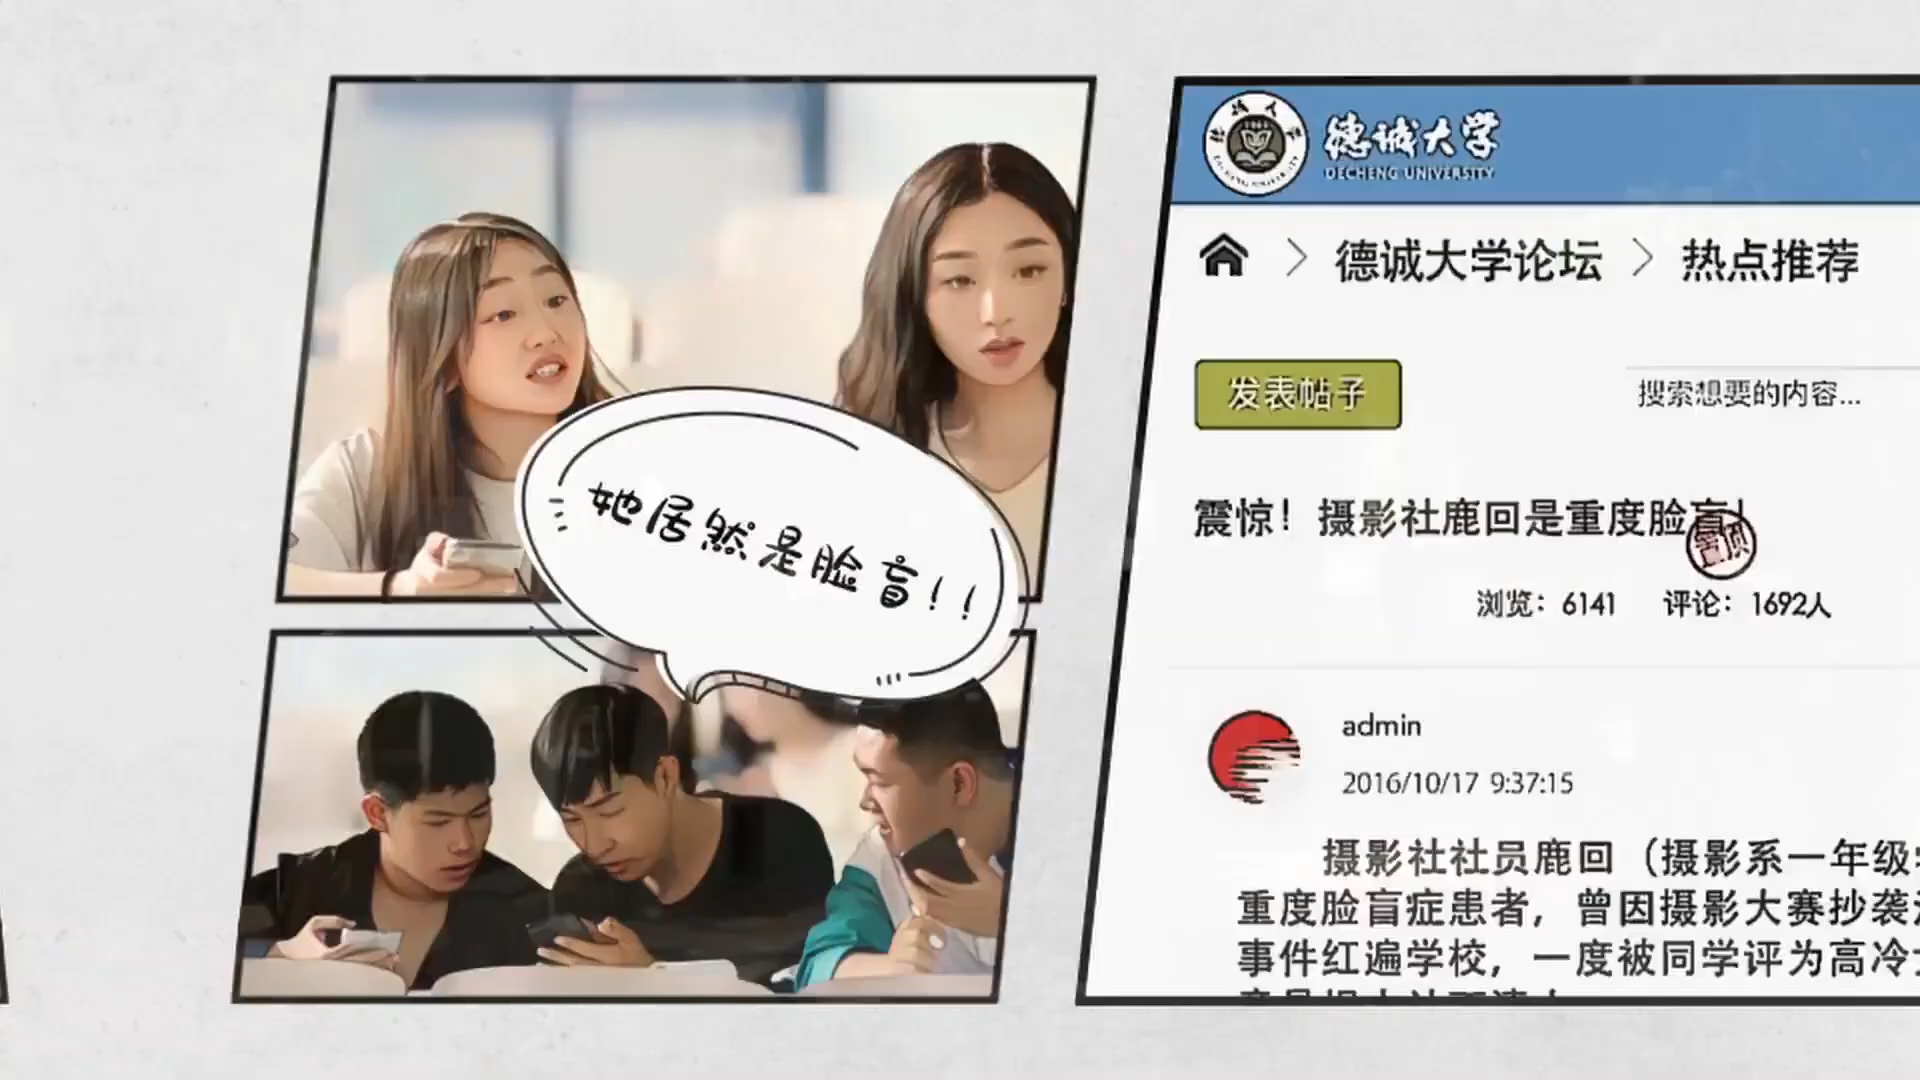 她居然是脸盲!!
德诚大学
DECHENG UNIVERSITY
德诚大学论坛 > 热点推荐
发表帖子
搜索想要的内容...
震惊！摄影社鹿回是重度脸盲！
置顶
浏览：6141 评论：1692人
admin
2016/10/17 9:37:15
摄影社社员鹿回（摄影系一年级
重度脸盲症患者，曾因摄影大赛抄袭
事件红遍学校，一度被同学评为高冷